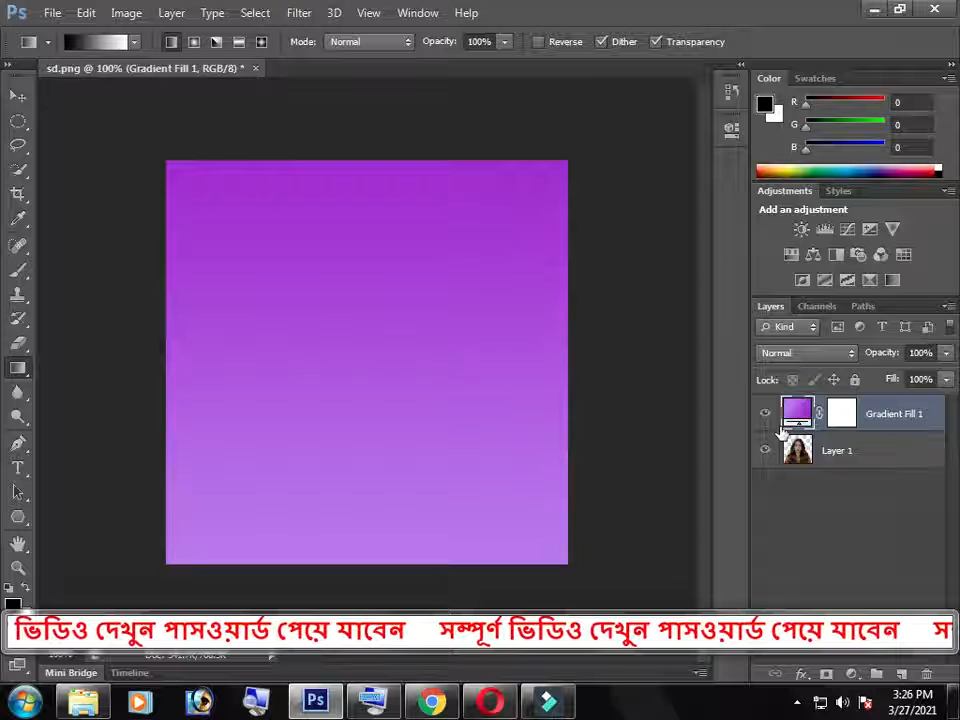 Ps File Edit Image Layer Type Select Filter 3D View Window Help
Mode: Normal Opacity: 100% Reverse Dither Transparency
sd.png @ 100% (Gradient Fill 1, RGB/8) * ×
Color Swatches
R 0
G 0
B 0
Adjustments Styles
Add an adjustment
Layers Channels Paths
Kind
Normal Opacity: 100%
Lock: Fill: 100%
Gradient Fill 1
Layer 1
ভিডিও দেখুন পাসওয়ার্ড পেয়ে যাবেন সম্পূর্ণ ভিডিও দেখুন পাসওয়ার্ড পেয়ে যাবেন
Mini Bridge Timeline
Ps
3:26 PM
3/27/2021